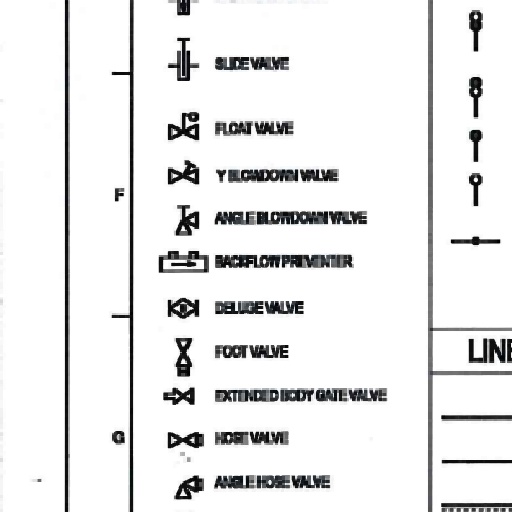 SLIDE VALVE
FLOAT VALVE
F
Y BLOWDOWN VALVE
ANGLE BLOWDOWN VALVE
BACKFLOW PREVENTER
DELUGE VALVE
FOOT VALVE
LINE
EXTENDED BODY GATE VALVE
G
HOSE VALVE
ANGLE HOSE VALVE